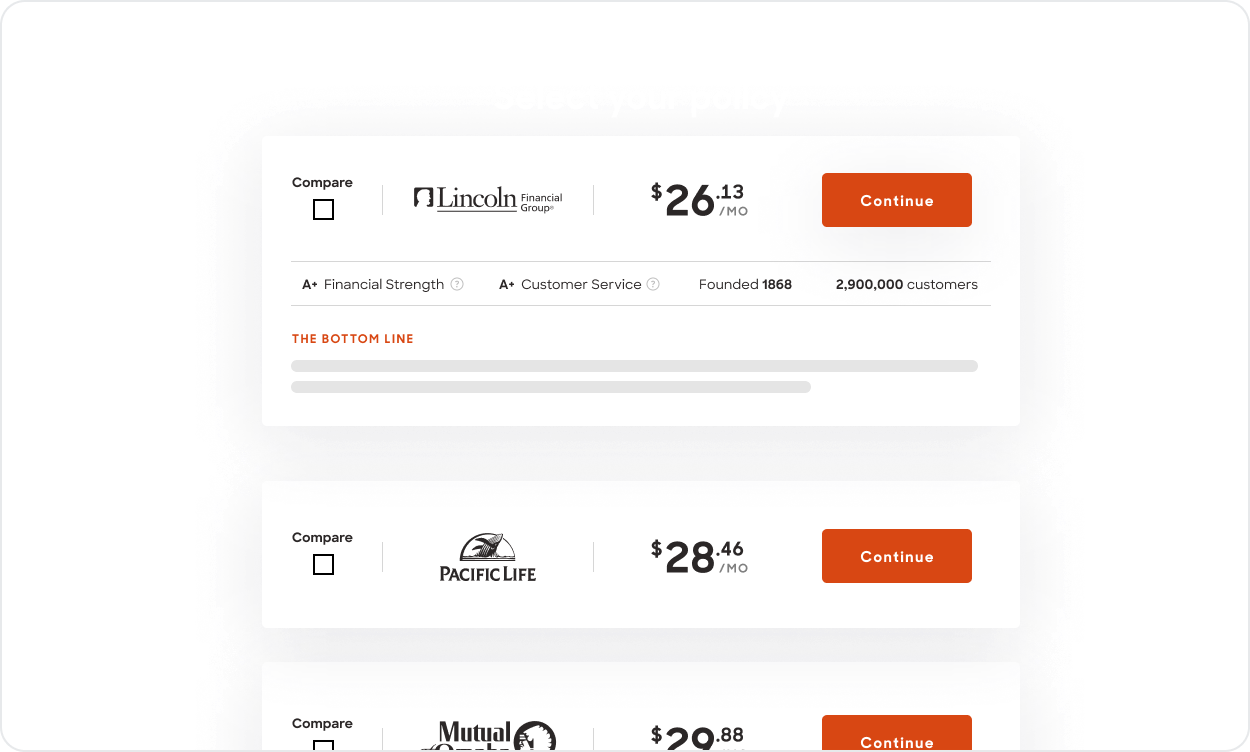 Select your policy
Compare
Lincoln Financial Group®
$26.13 /MO
Continue
A+ Financial Strength ?
A+ Customer Service ?
Founded 1868
2,900,000 customers
THE BOTTOM LINE
Compare
PACIFIC LIFE
$28.46 /MO
Continue
Compare
Mutual
$29.88
Continue